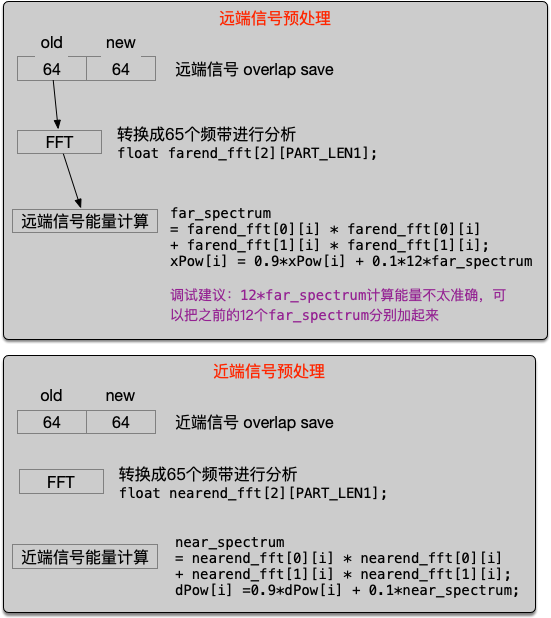 远端信号预处理
old new
64 64 远端信号 overlap save
FFT
转换成65个频带进行分析
float farend_fft[2][PART_LEN1];
远端信号能量计算
far_spectrum
= farend_fft[0][i] * farend_fft[0][i]
+ farend_fft[1][i] * farend_fft[1][i];
xPow[i] = 0.9*xPow[i] + 0.1*12*far_spectrum
调试建议：12*far_spectrum计算能量不太准确，可
以把之前的12个far_spectrum分别加起来
近端信号预处理
old new
64 64 近端信号 overlap save
FFT
转换成65个频带进行分析
float nearend_fft[2][PART_LEN1];
近端信号能量计算
near_spectrum
= nearend_fft[0][i] * nearend_fft[0][i]
+ nearend_fft[1][i] * nearend_fft[1][i];
dPow[i] =0.9*dPow[i] + 0.1*near_spectrum;